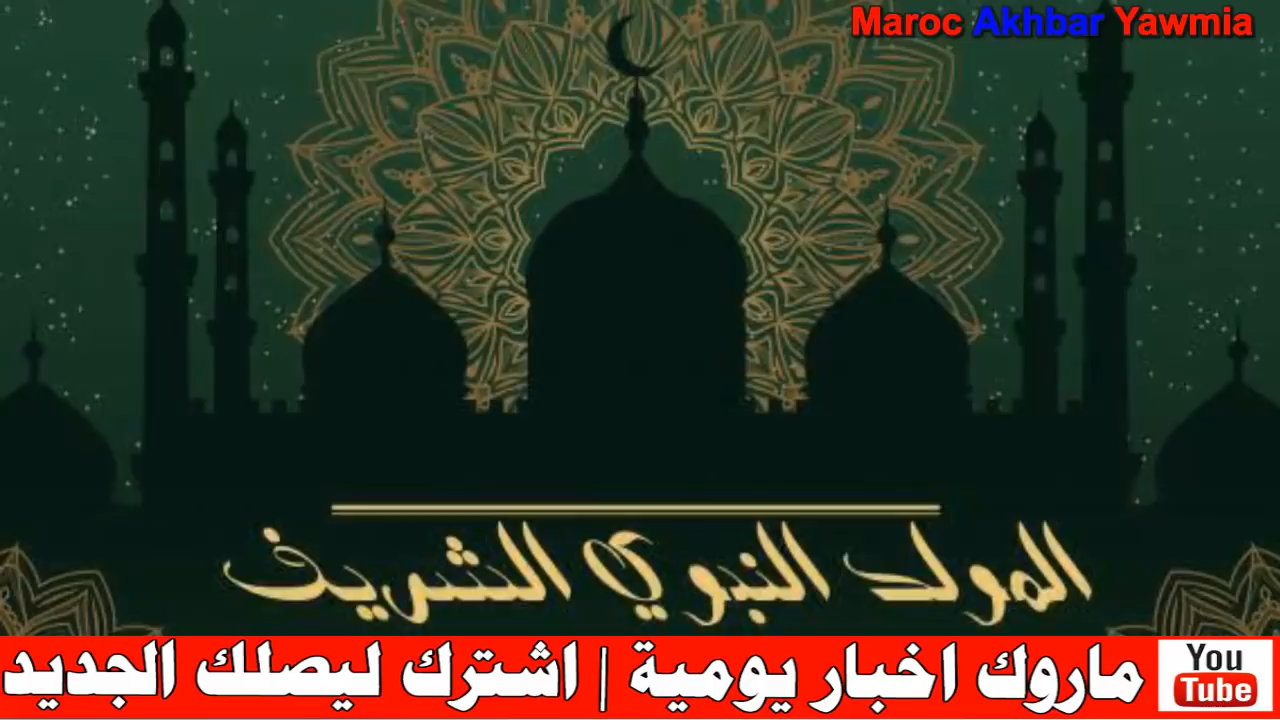 Maroc Akhbar Yawmia
المولد النبوي الشريف
ماروك اخبار يومية | اشترك ليصلك الجديد
You
Tube